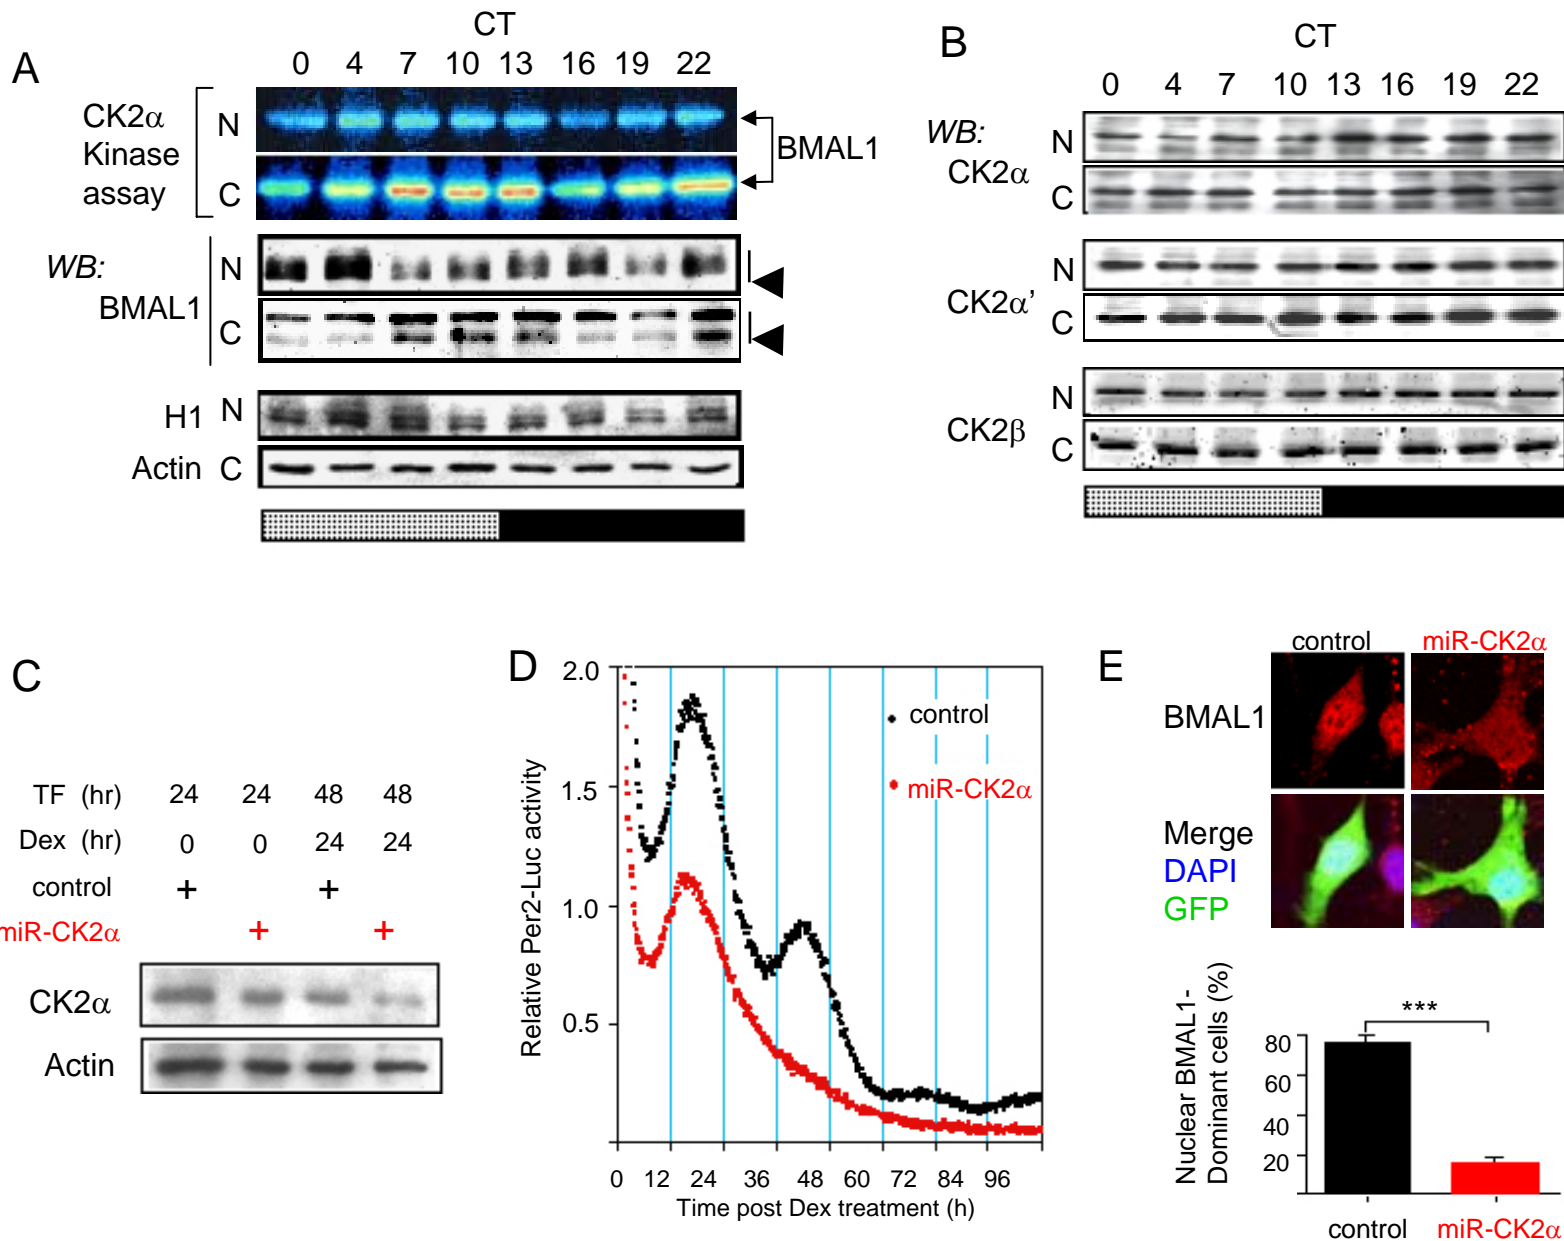 A
CT
0 4 7 10 13 16 19 22
CK2α
Kinase
assay
N
C
BMAL1
WB:
BMAL1
N
C
H1 N
Actin C
B
CT
0 4 7 10 13 16 19 22
WB:
CK2α
N
C
CK2α'
N
C
CK2β
N
C
C
TF (hr) 24 24 48 48
Dex (hr) 0 0 24 24
control + +
miR-CK2α + +
CK2α
Actin
D
Relative Per2-Luc activity
2.0
1.5
1.0
0.5
control
miR-CK2α
0 12 24 36 48 60 72 84 96
Time post Dex treatment (h)
E
control miR-CK2α
BMAL1
Merge
DAPI
GFP
Nuclear BMAL1-
Dominant cells (%)
***
80
60
40
20
control miR-CK2α